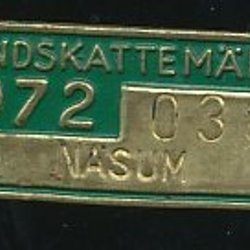 NDSKATTEMÄ
972 03
NÄSUM